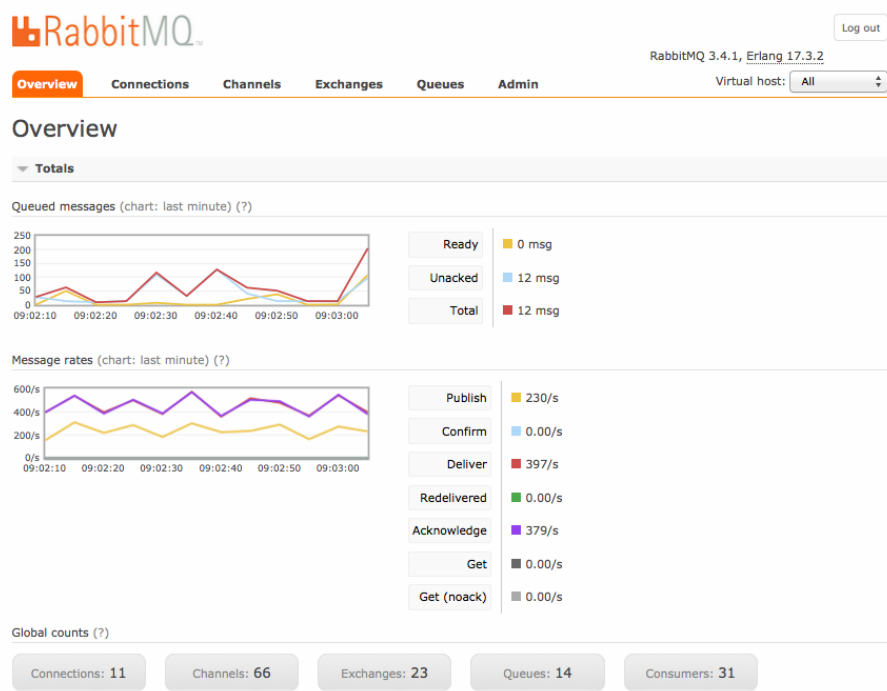 RabbitMQ™
Log out
RabbitMQ 3.4.1, Erlang 17.3.2
Overview Connections Channels Exchanges Queues Admin Virtual host: All
Overview
Totals
Queued messages (chart: last minute) (?)
250
200
150
100
50
0
09:02:10 09:02:20 09:02:30 09:02:40 09:02:50 09:03:00
Ready 0 msg
Unacked 12 msg
Total 12 msg
Message rates (chart: last minute) (?)
600/s
400/s
200/s
0/s
09:02:10 09:02:20 09:02:30 09:02:40 09:02:50 09:03:00
Publish 230/s
Confirm 0.00/s
Deliver 397/s
Redelivered 0.00/s
Acknowledge 379/s
Get 0.00/s
Get (noack) 0.00/s
Global counts (?)
Connections: 11 Channels: 66 Exchanges: 23 Queues: 14 Consumers: 31